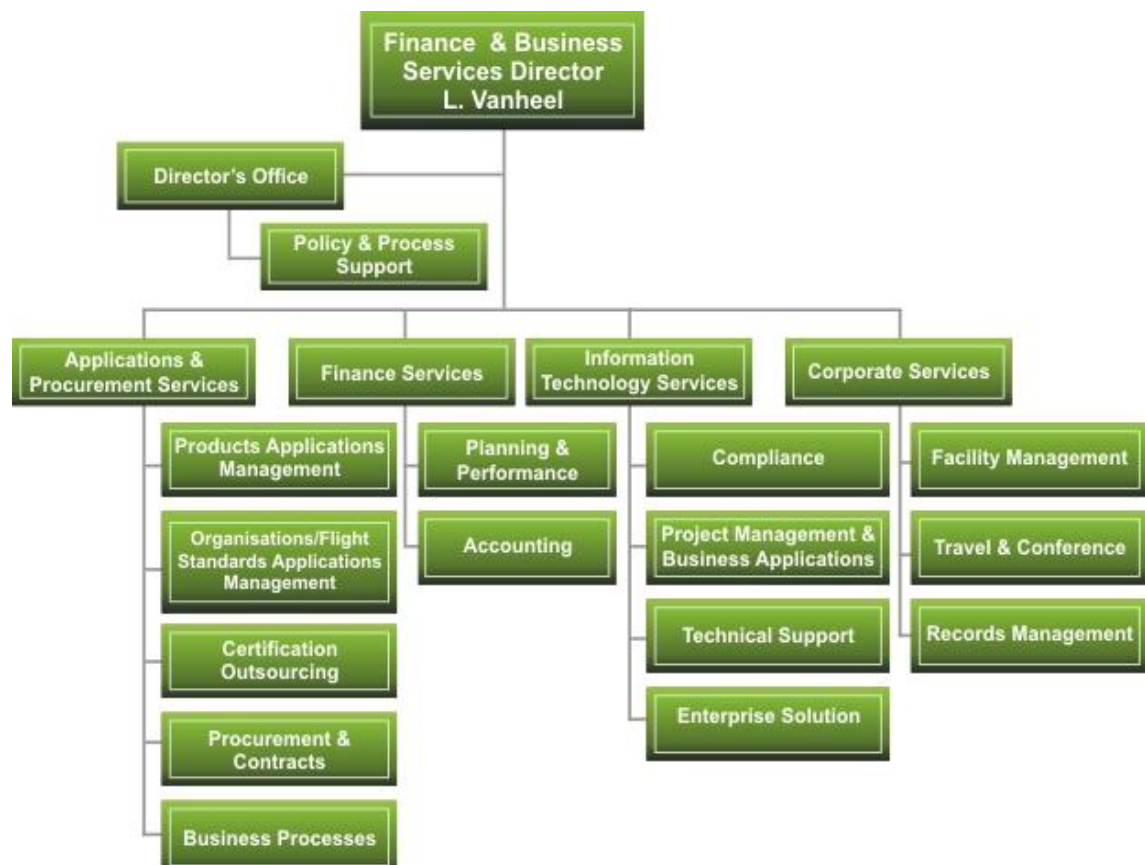 Finance & Business
Services Director
L. Vanheel
Director's Office
Policy & Process
Support
Applications &
Procurement Services
Products Applications
Management
Organisations/Flight
Standards Applications
Management
Certification
Outsourcing
Procurement &
Contracts
Business Processes
Finance Services
Planning &
Performance
Accounting
Information
Technology Services
Compliance
Project Management &
Business Applications
Technical Support
Enterprise Solution
Corporate Services
Facility Management
Travel & Conference
Records Management